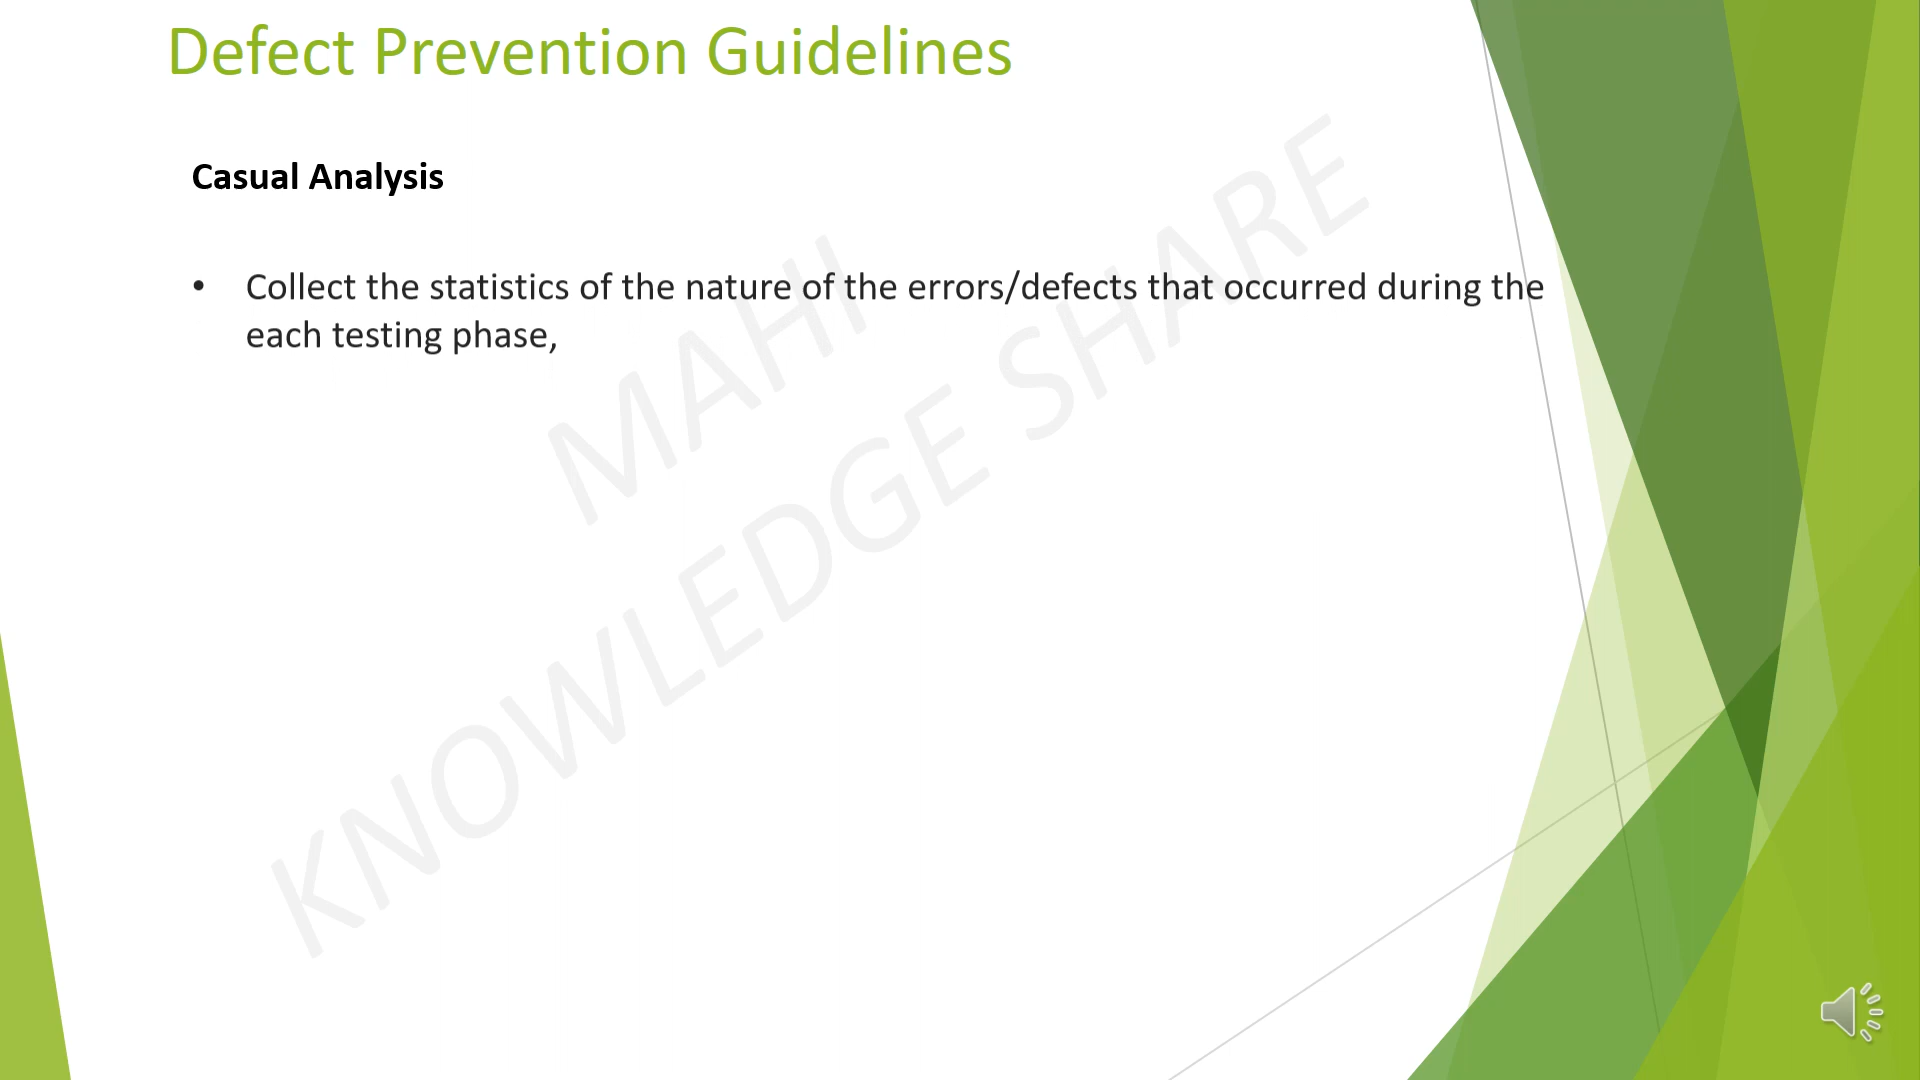 Defect Prevention Guidelines
Casual Analysis
• Collect the statistics of the nature of the errors/defects that occurred during the
each testing phase,
MAHI
KNOWLEDGE SHARE